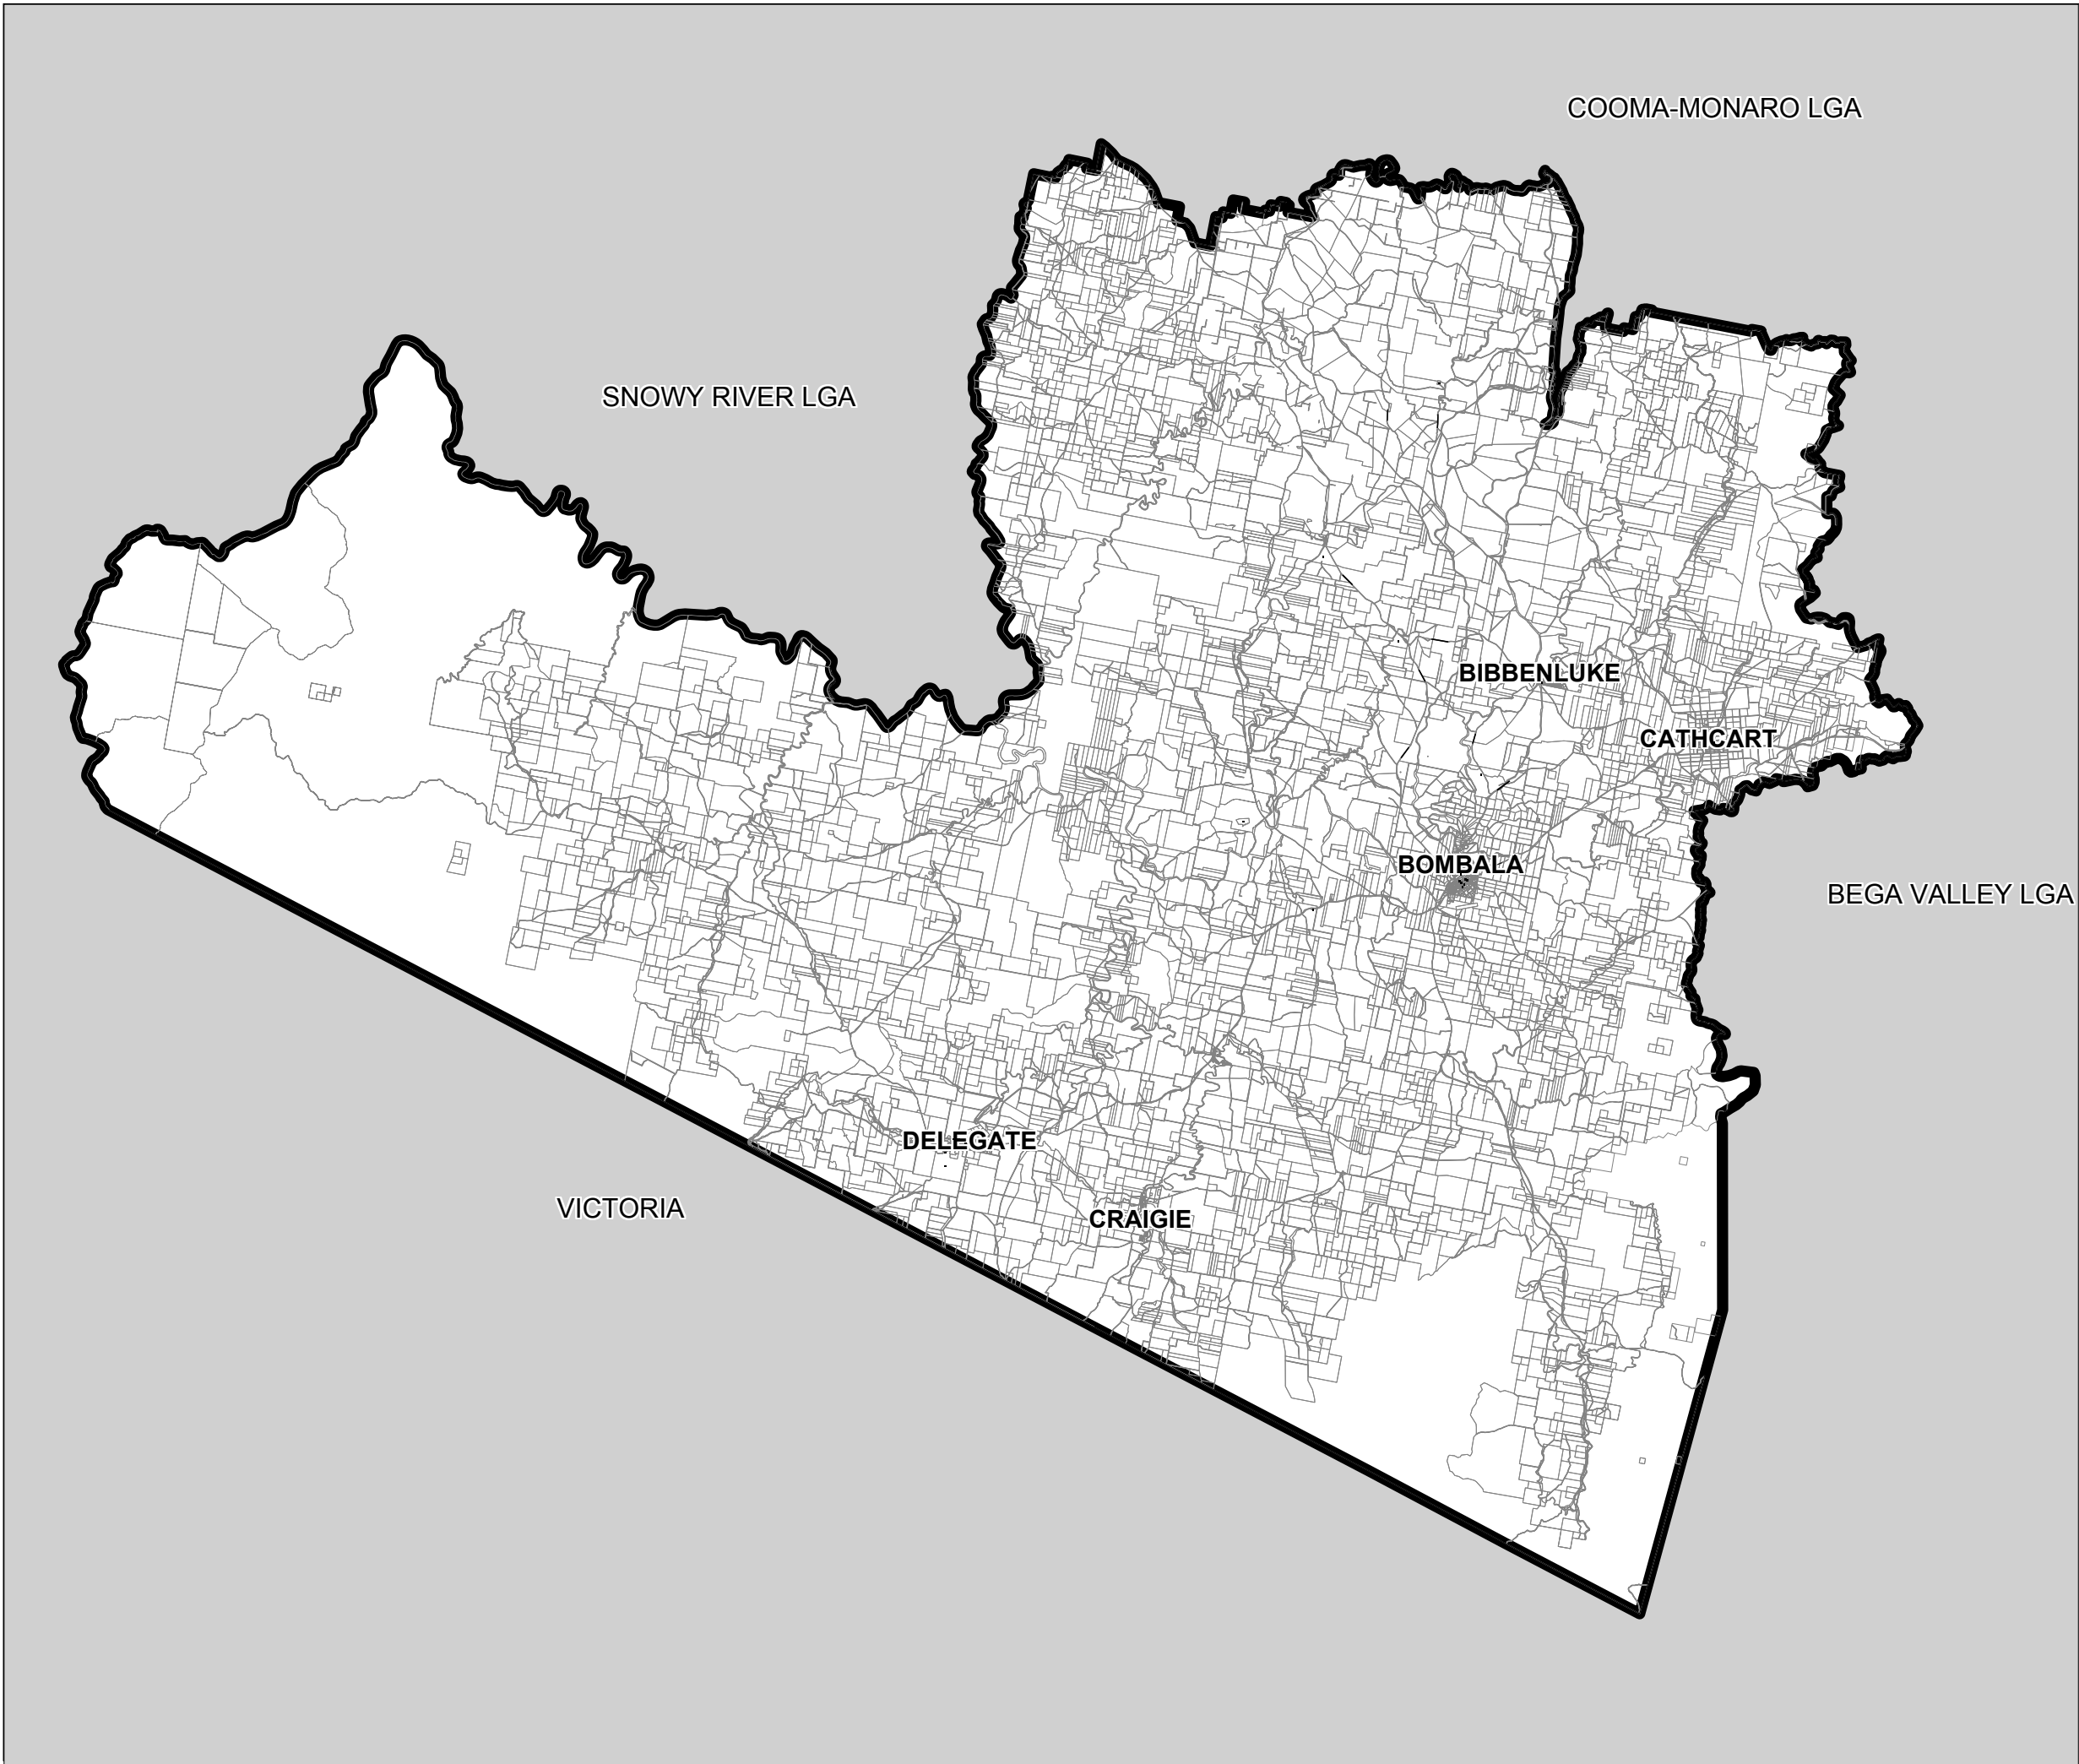 COOMA-MONARO LGA
SNOWY RIVER LGA
BIBBENLUKE
CATHCART
BOMBALA
BEGA VALLEY LGA
DELEGATE
VICTORIA
CRAIGIE